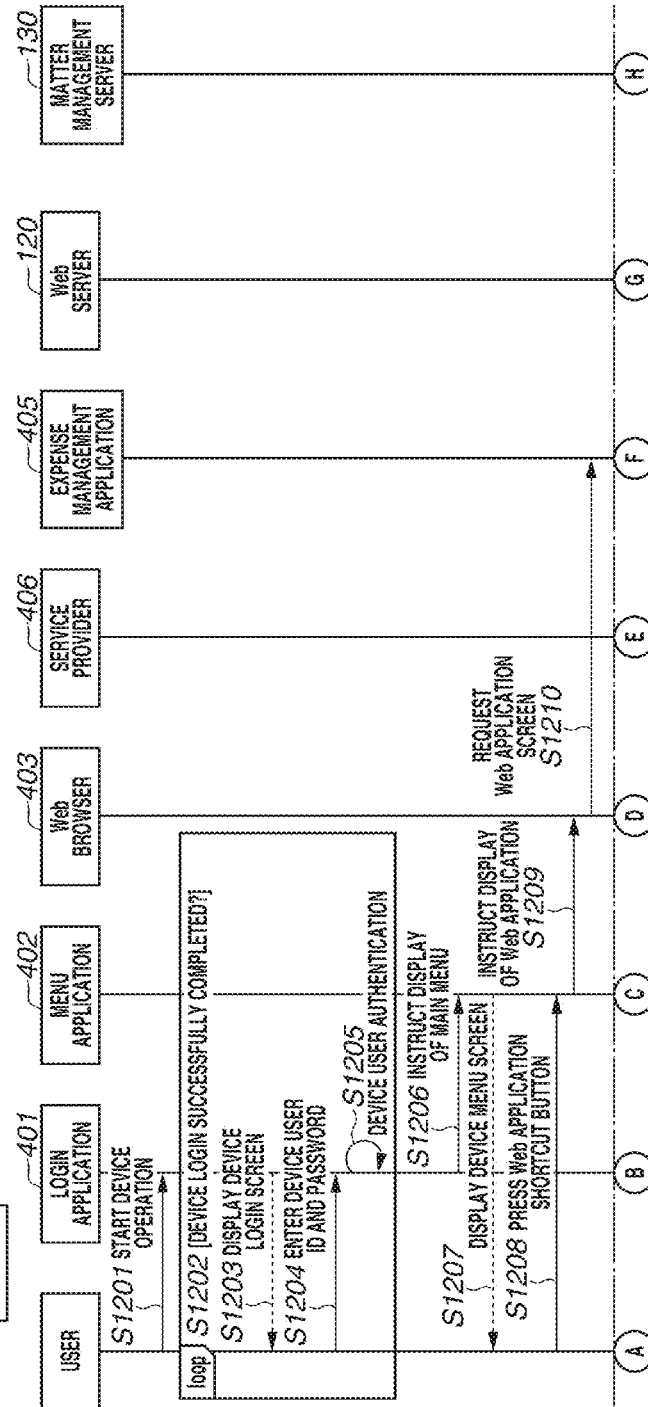 USER
401
LOGIN
APPLICATION
402
MENU
APPLICATION
403
Web
BROWSER
406
SERVICE
PROVIDER
405
EXPENSE
MANAGEMENT
APPLICATION
120
Web
SERVER
130
MATTER
MANAGEMENT
SERVER
S1201 START DEVICE
OPERATION
loop
S1202 [DEVICE LOGIN SUCCESSFULLY COMPLETED?]
S1203 DISPLAY DEVICE
LOGIN SCREEN
S1204 ENTER DEVICE USER
ID AND PASSWORD
S1205
DEVICE USER AUTHENTICATION
S1206 INSTRUCT DISPLAY
OF MAIN MENU
S1207
DISPLAY DEVICE MENU SCREEN
S1208 PRESS Web APPLICATION
SHORTCUT BUTTON
INSTRUCT DISPLAY
OF Web APPLICATION
S1209
REQUEST
Web APPLICATION
SCREEN
S1210
A
B
C
D
E
F
G
H